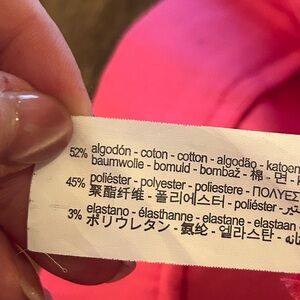 52% algodón - coton - cotton - algodão - katoen
baumwolle - bomuld - bombaž - 棉 - 면 -
45% poliéster - polyester - poliestere - ΠΟΛΥΕΣ
聚酯纤维 - 폴리에스터 - poliester -
3% elastano - élasthanne - elastane - elastaan
ポリウレタン - 氨纶 - 엘라스탄 -